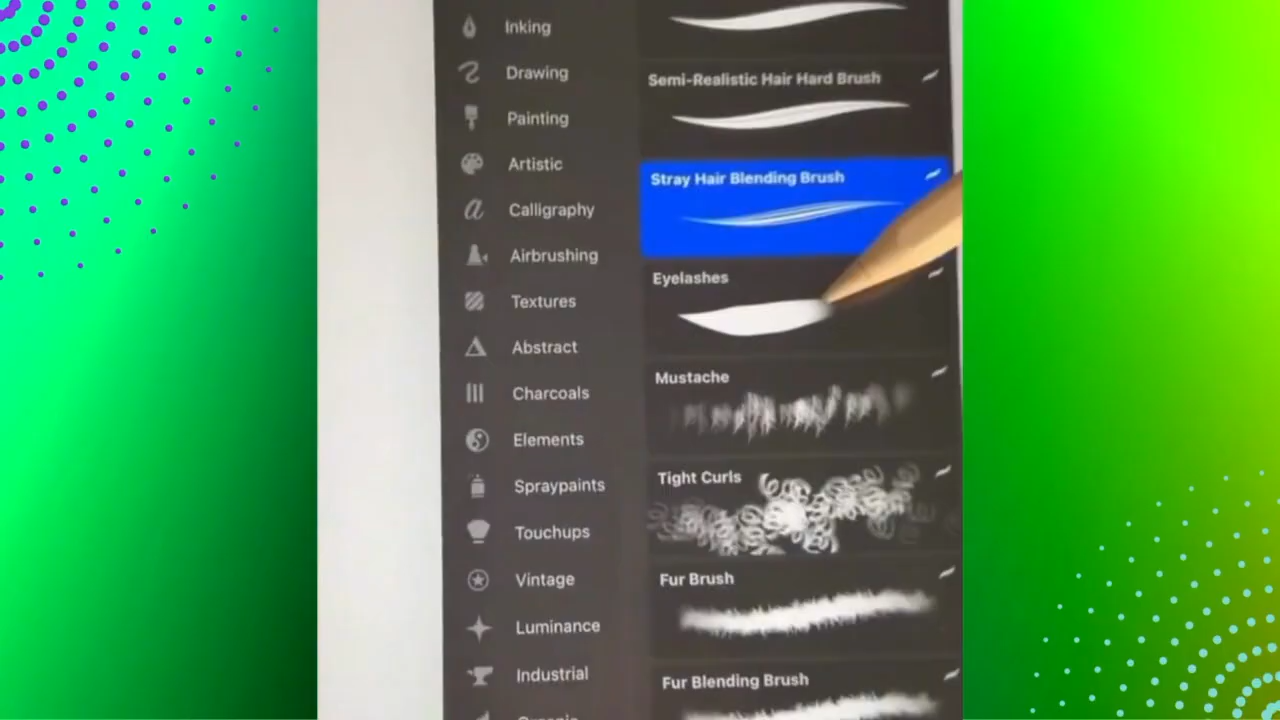 Inking
Drawing
Painting
Artistic
Calligraphy
Airbrushing
Textures
Abstract
Charcoals
Elements
Spraypaints
Touchups
Vintage
Luminance
Industrial
Semi-Realistic Hair Hard Brush
Stray Hair Blending Brush
Eyelashes
Mustache
Tight Curls
Fur Brush
Fur Blending Brush